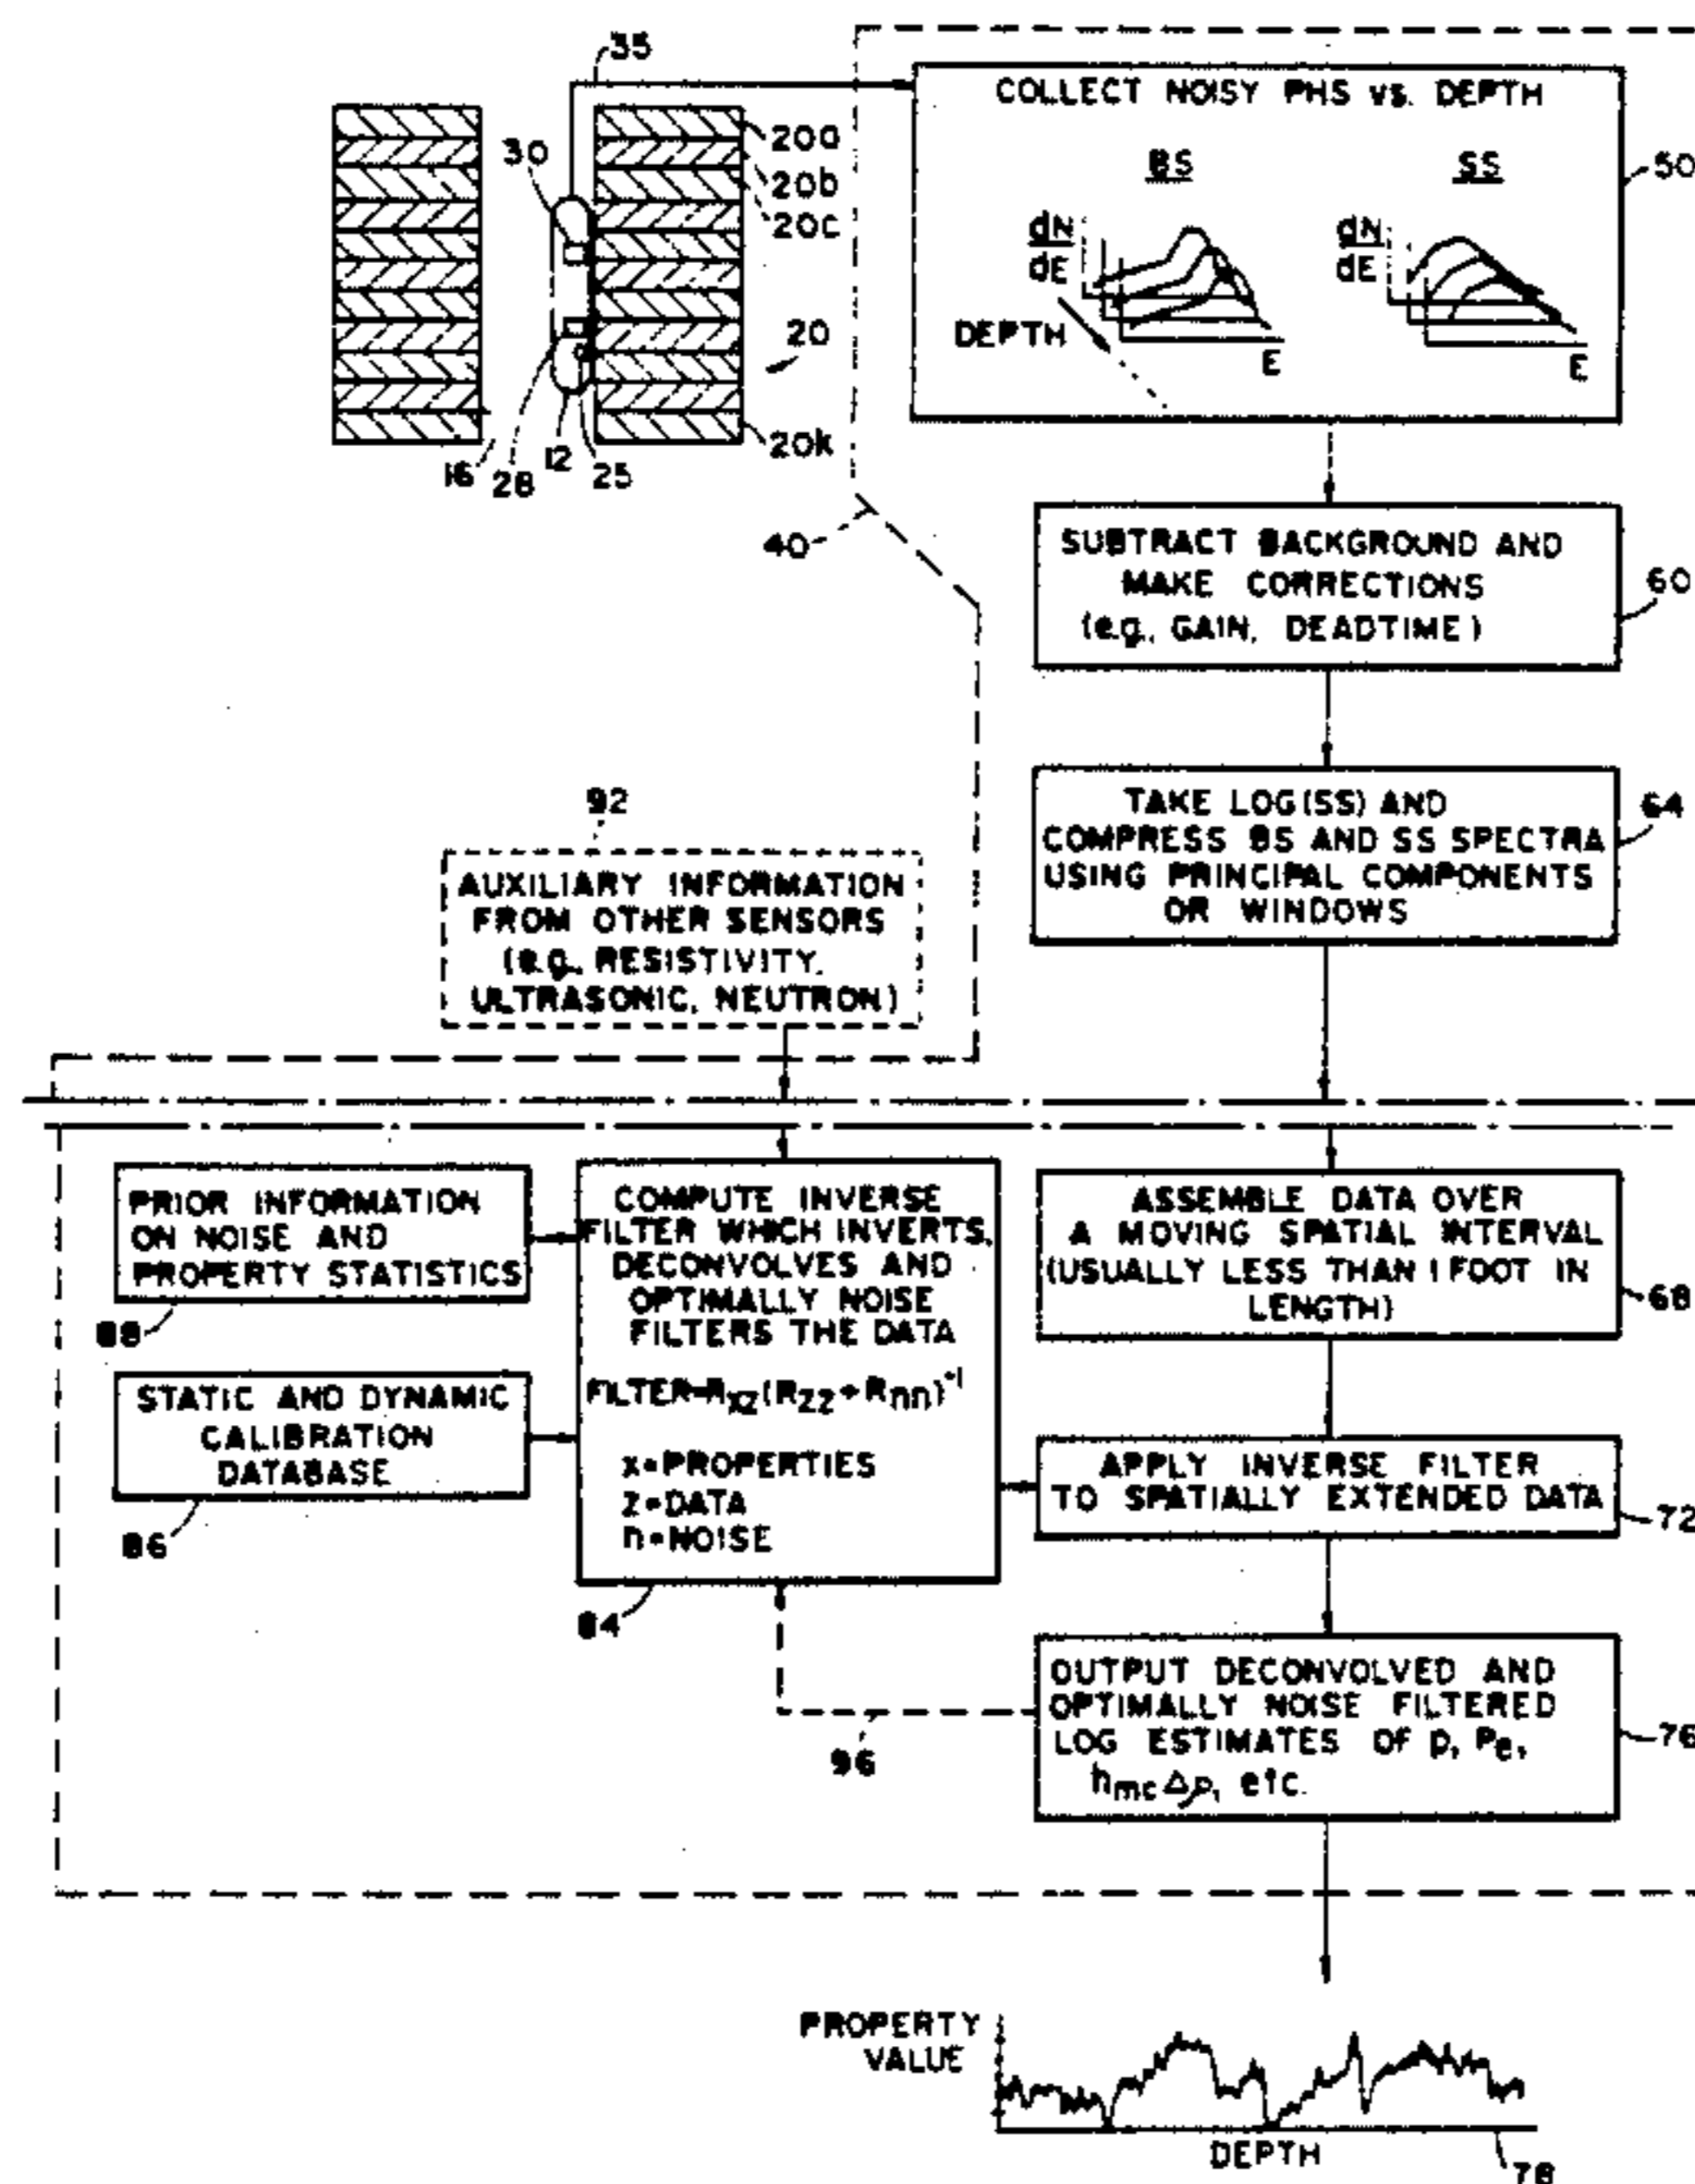 35
COLLECT NOISY PHS vs. DEPTH
20a
30
20b
BS
SS
50
20c
dN
dE
dN
dE
DEPTH
20
E
E
20k
16
28
12
25
40
SUBTRACT BACKGROUND AND
MAKE CORRECTIONS
(e.g., GAIN, DEADTIME)
60
92
TAKE LOG(SS) AND
COMPRESS BS AND SS SPECTRA
USING PRINCIPAL COMPONENTS
OR WINDOWS
64
AUXILIARY INFORMATION
FROM OTHER SENSORS
(e.g., RESISTIVITY,
ULTRASONIC, NEUTRON)
PRIOR INFORMATION
ON NOISE AND
PROPERTY STATISTICS
88
COMPUTE INVERSE
FILTER WHICH INVERTS,
DECONVOLVES AND
OPTIMALLY NOISE
FILTERS THE DATA
FILTER=Rxz(Rzz+Rnn)-1
x=PROPERTIES
z=DATA
n=NOISE
84
ASSEMBLE DATA OVER
A MOVING SPATIAL INTERVAL
(USUALLY LESS THAN 1 FOOT IN
LENGTH)
68
STATIC AND DYNAMIC
CALIBRATION
DATABASE
86
APPLY INVERSE FILTER
TO SPATIALLY EXTENDED DATA
72
OUTPUT DECONVOLVED AND
OPTIMALLY NOISE FILTERED
LOG ESTIMATES OF p, Pe,
hmc Δp, etc.
76
96
PROPERTY
VALUE
DEPTH
78